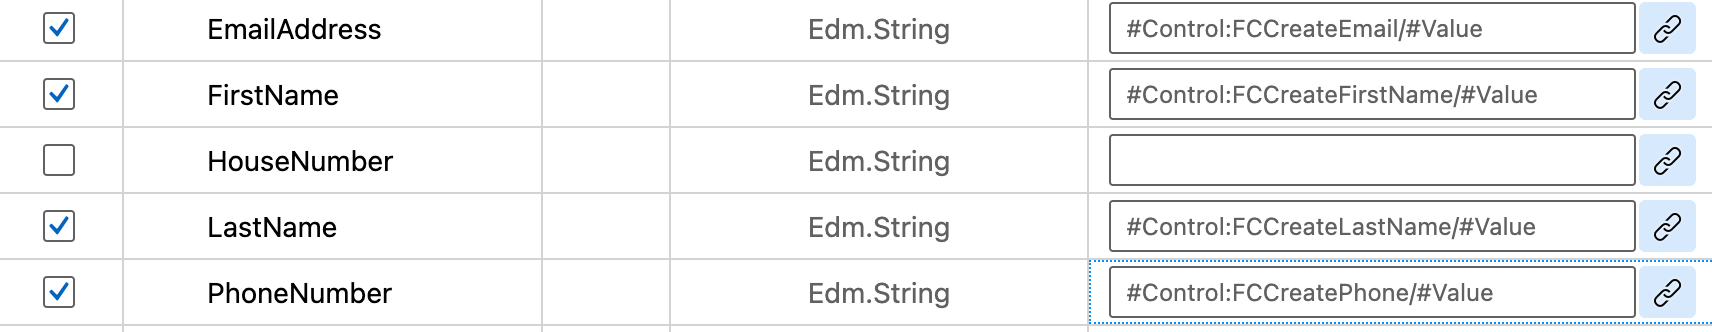 EmailAddress Edm.String #Control:FCCreateEmail/#Value
FirstName Edm.String #Control:FCCreateFirstName/#Value
HouseNumber Edm.String
LastName Edm.String #Control:FCCreateLastName/#Value
PhoneNumber Edm.String #Control:FCCreatePhone/#Value